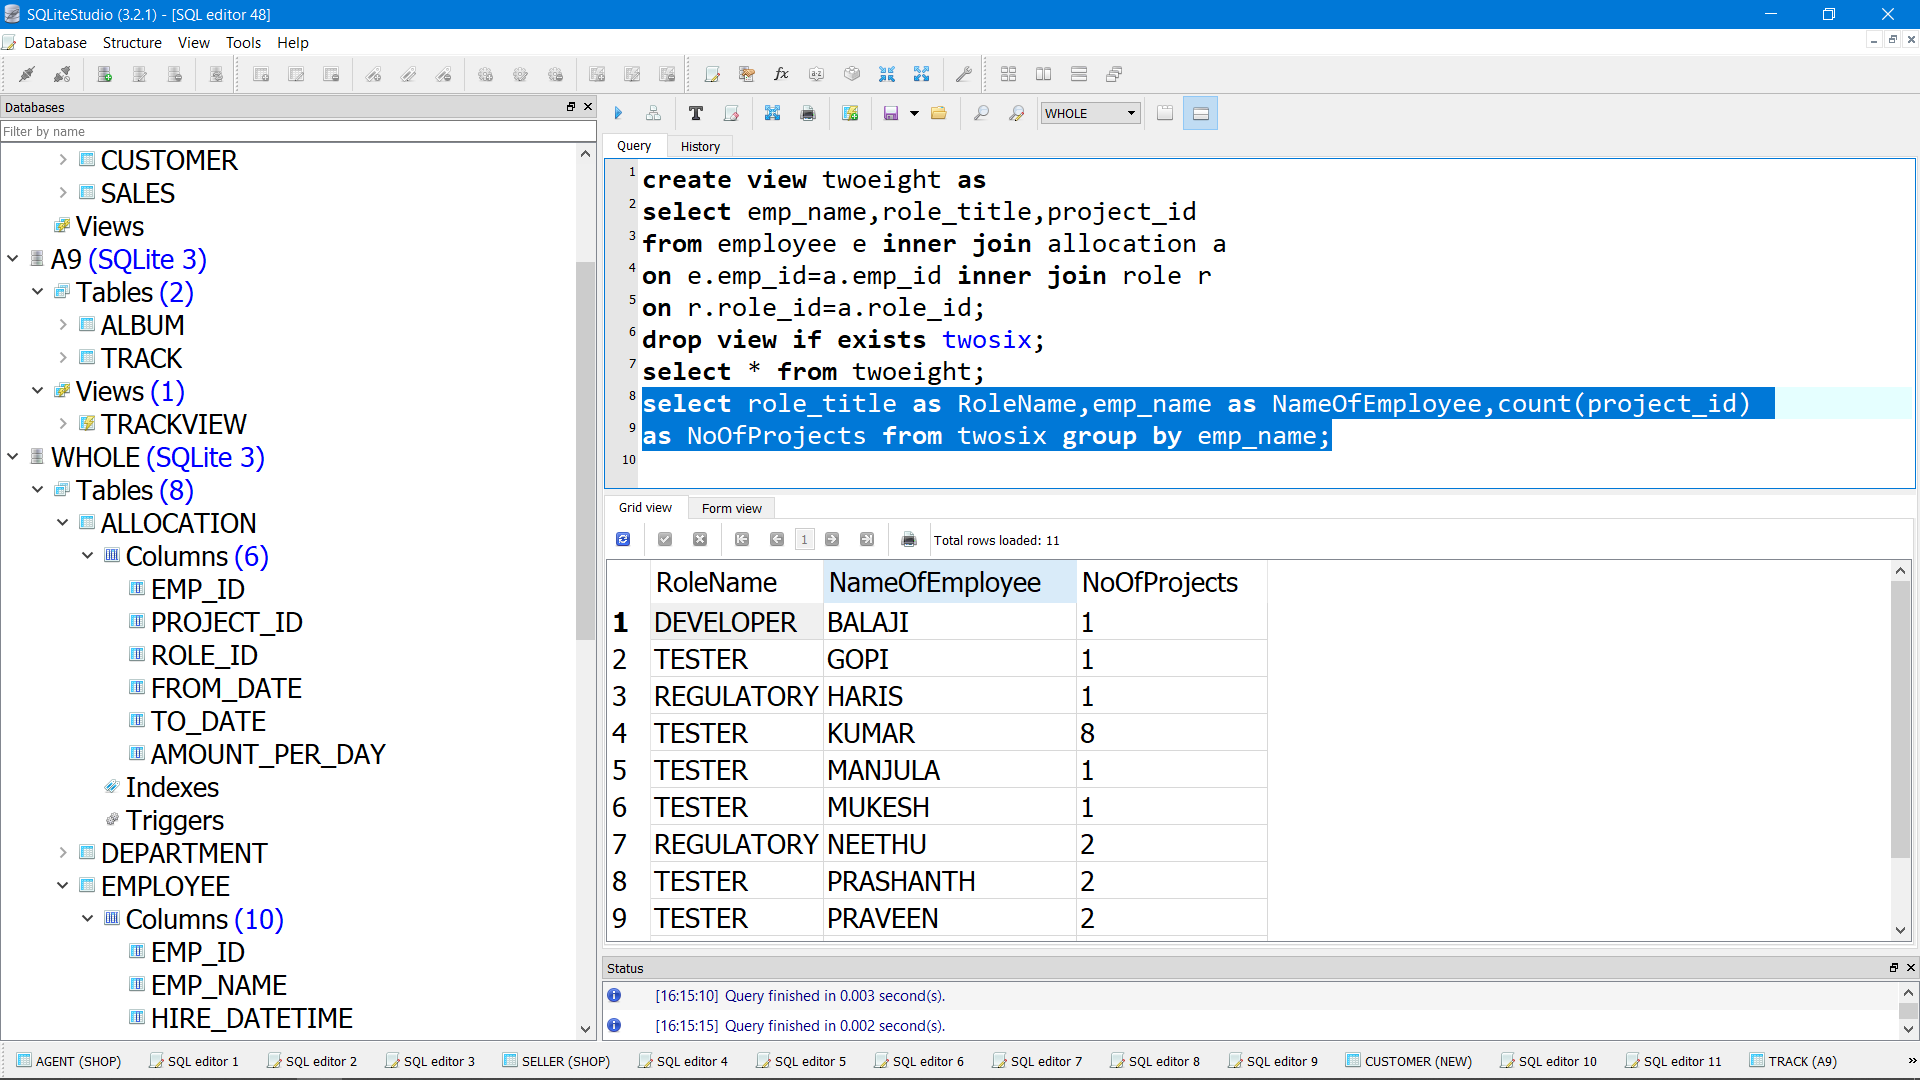 SQLiteStudio (3.2.1) - [SQL editor 48]
Database Structure View Tools Help
Databases
Filter by name
CUSTOMER
SALES
Views
A9 (SQLite 3)
Tables (2)
ALBUM
TRACK
Views (1)
TRACKVIEW
WHOLE (SQLite 3)
Tables (8)
ALLOCATION
Columns (6)
EMP_ID
PROJECT_ID
ROLE_ID
FROM_DATE
TO_DATE
AMOUNT_PER_DAY
Indexes
Triggers
DEPARTMENT
EMPLOYEE
Columns (10)
EMP_ID
EMP_NAME
HIRE_DATETIME
WHOLE
Query History
1 create view twoeight as
2 select emp_name,role_title,project_id
3 from employee e inner join allocation a
4 on e.emp_id=a.emp_id inner join role r
5 on r.role_id=a.role_id;
6 drop view if exists twosix;
7 select * from twoeight;
8 select role_title as RoleName,emp_name as NameOfEmployee,count(project_id)
9 as NoOfProjects from twosix group by emp_name;
10
Grid view Form view
1 Total rows loaded: 11
RoleName NameOfEmployee NoOfProjects
1 DEVELOPER BALAJI 1
2 TESTER GOPI 1
3 REGULATORY HARIS 1
4 TESTER KUMAR 8
5 TESTER MANJULA 1
6 TESTER MUKESH 1
7 REGULATORY NEETHU 2
8 TESTER PRASHANTH 2
9 TESTER PRAVEEN 2
Status
[16:15:10] Query finished in 0.003 second(s).
[16:15:15] Query finished in 0.002 second(s).
AGENT (SHOP) SQL editor 1 SQL editor 2 SQL editor 3 SELLER (SHOP) SQL editor 4 SQL editor 5 SQL editor 6 SQL editor 7 SQL editor 8 SQL editor 9 CUSTOMER (NEW) SQL editor 10 SQL editor 11 TRACK (A9) »